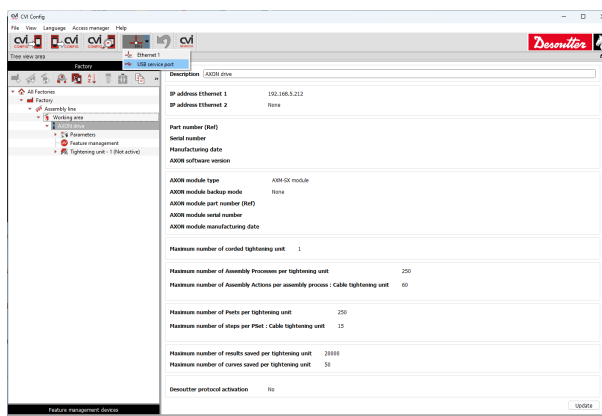 CVI Config
File View Language Access manager Help
CVI CONFIG CVI CONFIG CVI CONFIG CVI MONITOR Desoutter
Ethernet 1
USB service port
Tree view area
Factory
All Factories
Factory
Assembly line
Working area
AXON drive
Parameters
Feature management
Tightening unit - 1 (Not active)
Feature management devices
Description AXON drive
IP address Ethernet 1 192.168.5.212
IP address Ethernet 2 None
Part number (Ref)
Serial number
Manufacturing date
AXON software version
AXON module type AXM-SX module
AXON module backup mode None
AXON module part number (Ref)
AXON module serial number
AXON module manufacturing date
Maximum number of corded tightening unit 1
Maximum number of Assembly Processes per tightening unit 250
Maximum number of Assembly Actions per assembly process : Cable tightening unit 60
Maximum number of Psets per tightening unit 250
Maximum number of steps per PSet : Cable tightening unit 15
Maximum number of results saved per tightening unit 20000
Maximum number of curves saved per tightening unit 50
Desoutter protocol activation No
Update